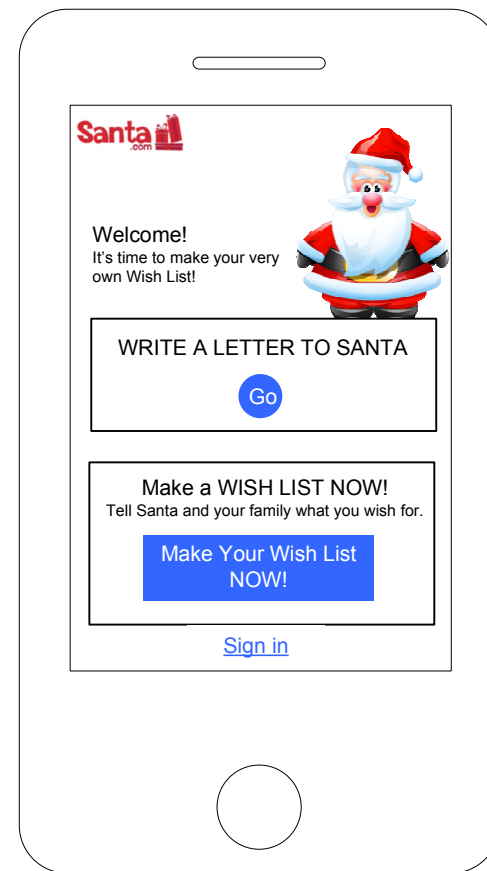 Santa
.com
Welcome!
It's time to make your very
own Wish List!
WRITE A LETTER TO SANTA
Go
Make a WISH LIST NOW!
Tell Santa and your family what you wish for.
Make Your Wish List
NOW!
Sign in